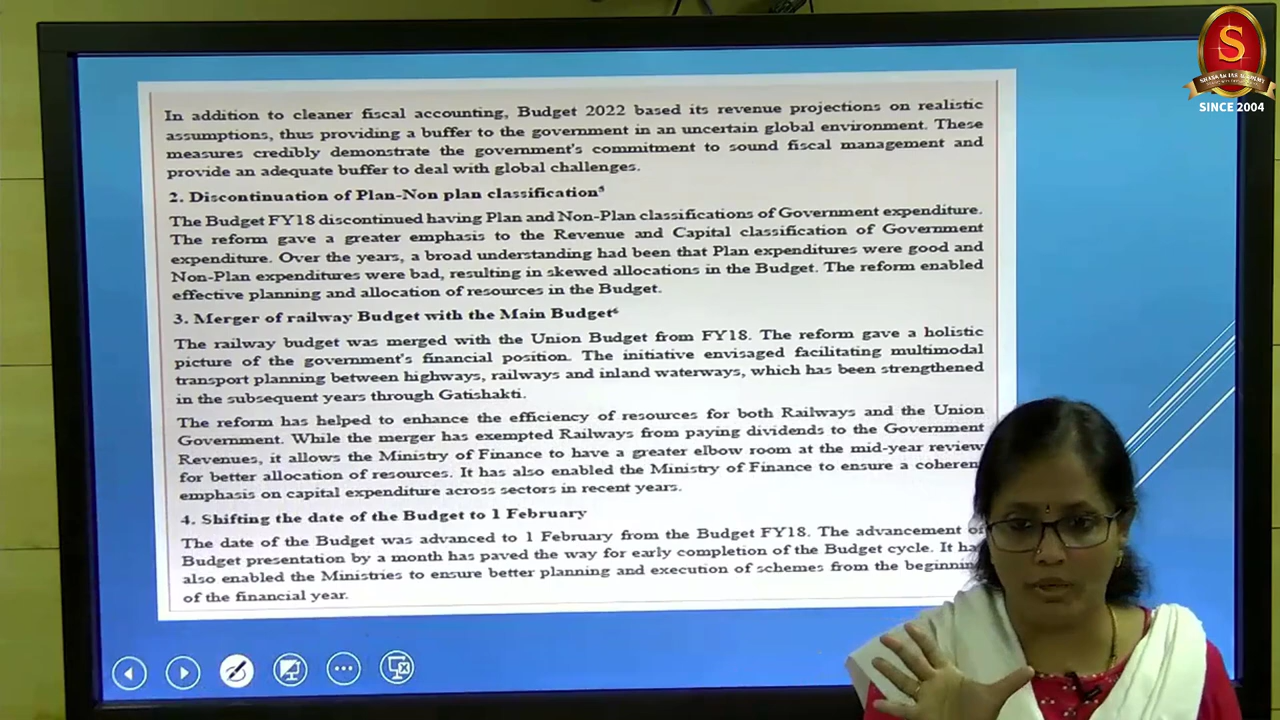 In addition to cleaner fiscal accounting, Budget 2022 based its revenue projections on realistic
assumptions, thus providing a buffer to the government in an uncertain global environment. These
measures credibly demonstrate the government's commitment to sound fiscal management and
provide an adequate buffer to deal with global challenges.
2. Discontinuation of Plan-Non plan classification⁵
The Budget FY18 discontinued having Plan and Non-Plan classifications of Government expenditure.
The reform gave a greater emphasis to the Revenue and Capital classification of Government
expenditure. Over the years, a broad understanding had been that Plan expenditures were good and
Non-Plan expenditures were bad, resulting in skewed allocations in the Budget. The reform enabled
effective planning and allocation of resources in the Budget.
3. Merger of railway Budget with the Main Budget⁶
The railway budget was merged with the Union Budget from FY18. The reform gave a holistic
picture of the government's financial position. The initiative envisaged facilitating multimodal
transport planning between highways, railways and inland waterways, which has been strengthened
in the subsequent years through Gatishakti.
The reform has helped to enhance the efficiency of resources for both Railways and the Union
Government. While the merger has exempted Railways from paying dividends to the Government
Revenues, it allows the Ministry of Finance to have a greater elbow room at the mid-year review
for better allocation of resources. It has also enabled the Ministry of Finance to ensure a coheren
emphasis on capital expenditure across sectors in recent years.
4. Shifting the date of the Budget to 1 February
The date of the Budget was advanced to 1 February from the Budget FY18. The advancement of
Budget presentation by a month has paved the way for early completion of the Budget cycle. It ha
also enabled the Ministries to ensure better planning and execution of schemes from the beginnin
of the financial year.
S
SHANKAR IAS ACADEMY
SINCE 2004